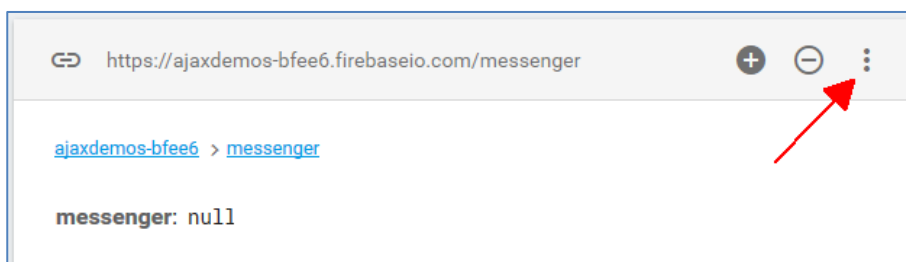 https://ajaxdemos-bfee6.firebaseio.com/messenger
ajaxdemos-bfee6 > messenger
messenger: null